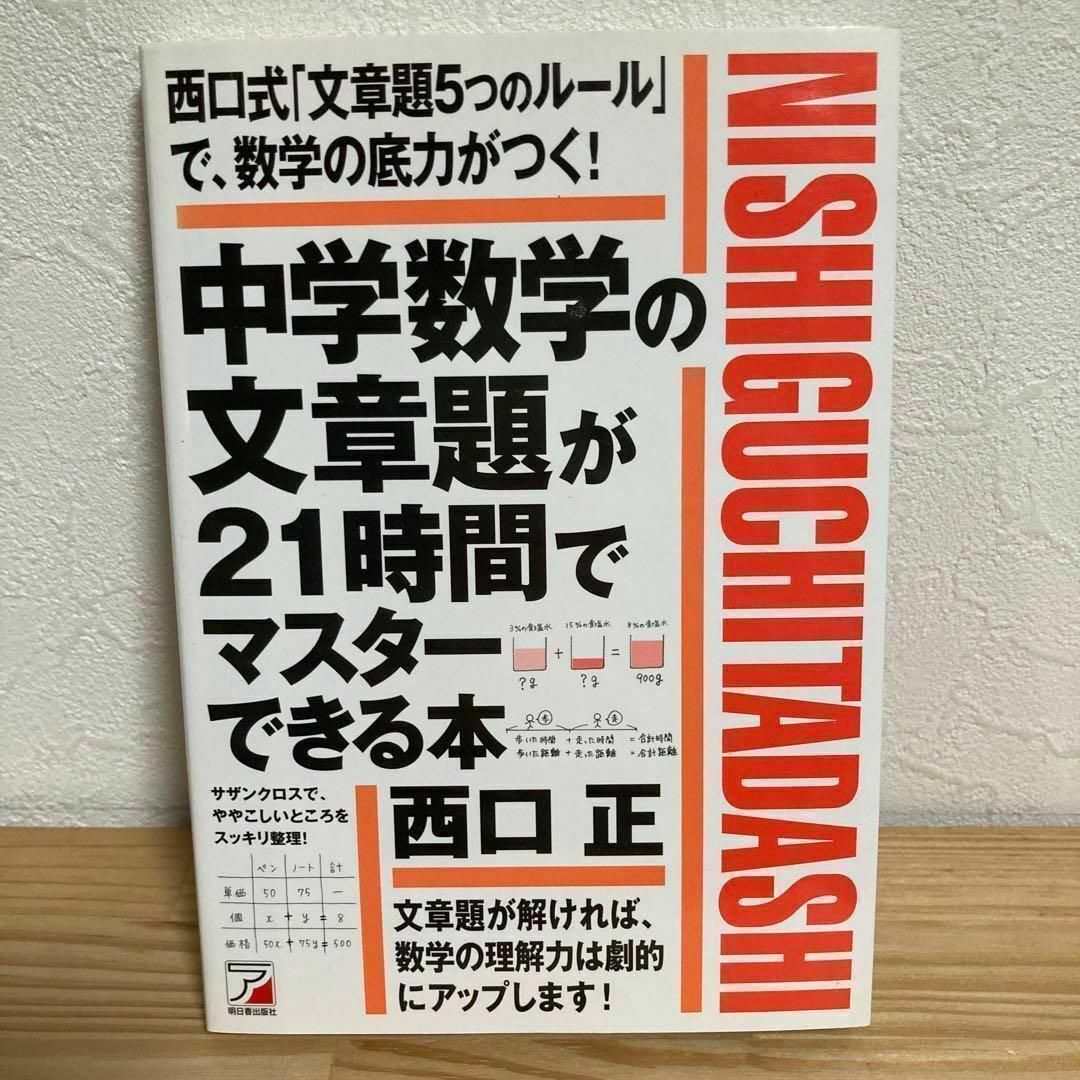 西口式「文章題5つのルール」
で、数学の底力がつく!
NISHIGUCHI TADASHI
中学数学の
文章題が
21時間で
マスター
できる本
3%の食塩水 15%の食塩水 8%の食塩水
+ =
?g ?g 900g
歩 走
歩いた時間 + 走った時間 = 合計時間
歩いた距離 + 走った距離 = 合計距離
サザンクロスで、
ややこしいところを
スッキリ整理!
ペン ノート 計
単価 50 75 ー
個 x + y = 8
価格 50x + 75y = 500
西口 正
文章題が解ければ、
数学の理解力は劇的
にアップします!
ア
明日香出版社